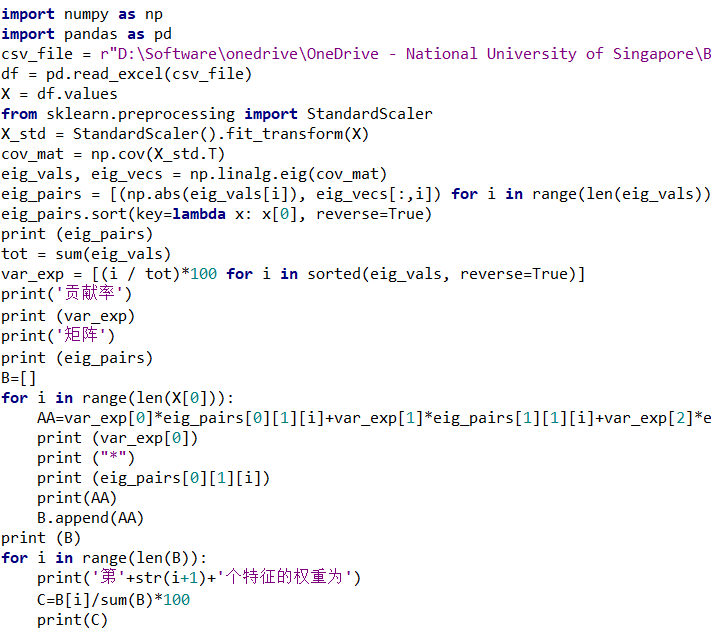 import numpy as np
import pandas as pd
csv_file = r"D:\Software\onedrive\OneDrive - National University of Singapore\B
df = pd.read_excel(csv_file)
X = df.values
from sklearn.preprocessing import StandardScaler
X_std = StandardScaler().fit_transform(X)
cov_mat = np.cov(X_std.T)
eig_vals, eig_vecs = np.linalg.eig(cov_mat)
eig_pairs = [(np.abs(eig_vals[i]), eig_vecs[:,i]) for i in range(len(eig_vals))
eig_pairs.sort(key=lambda x: x[0], reverse=True)
print (eig_pairs)
tot = sum(eig_vals)
var_exp = [(i / tot)*100 for i in sorted(eig_vals, reverse=True)]
print('贡献率')
print (var_exp)
print('矩阵')
print (eig_pairs)
B=[]
for i in range(len(X[0])):
    AA=var_exp[0]*eig_pairs[0][1][i]+var_exp[1]*eig_pairs[1][1][i]+var_exp[2]*e
    print (var_exp[0])
    print ("*")
    print (eig_pairs[0][1][i])
    print(AA)
    B.append(AA)
print (B)
for i in range(len(B)):
    print('第'+str(i+1)+'个特征的权重为')
    C=B[i]/sum(B)*100
    print(C)